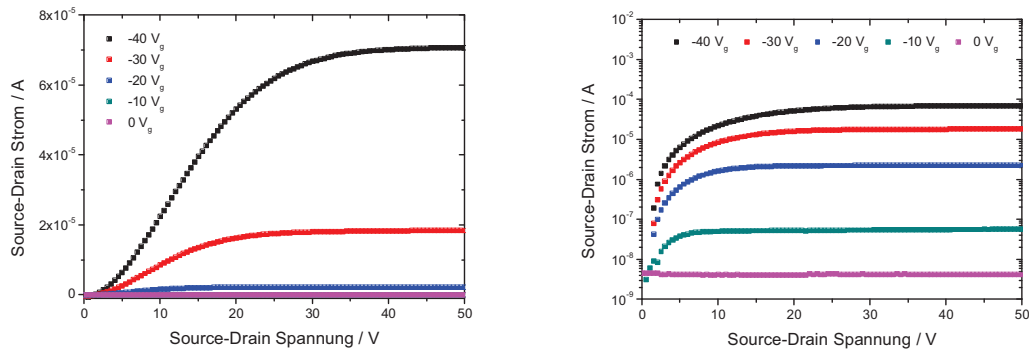 8x10⁻⁵
6x10⁻⁵
4x10⁻⁵
2x10⁻⁵
0
Source-Drain Strom / A
-40 V_g
-30 V_g
-20 V_g
-10 V_g
0 V_g
0 10 20 30 40 50
Source-Drain Spannung / V
10⁻²
10⁻³
10⁻⁴
10⁻⁵
10⁻⁶
10⁻⁷
10⁻⁸
10⁻⁹
Source-Drain Strom / A
-40 V_g -30 V_g -20 V_g -10 V_g 0 V_g
0 10 20 30 40 50
Source-Drain Spannung / V